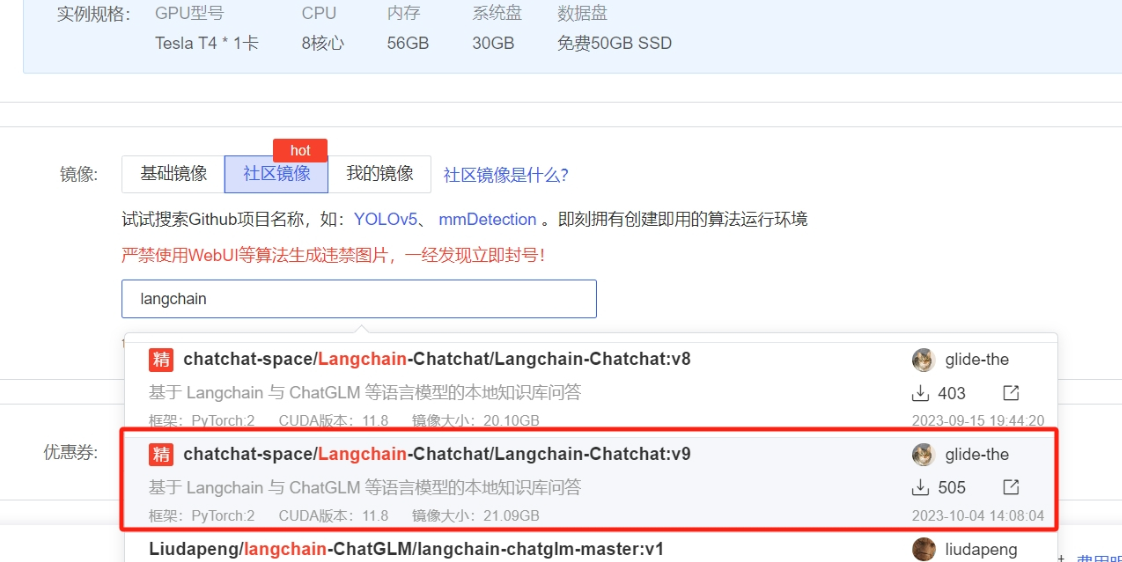 实例规格: GPU型号 CPU 内存 系统盘 数据盘
Tesla T4 * 1卡 8核心 56GB 30GB 免费50GB SSD
hot
镜像: 基础镜像 社区镜像 我的镜像 社区镜像是什么?
试试搜索Github项目名称，如：YOLOv5、 mmDetection 。即刻拥有创建即用的算法运行环境
严禁使用WebUI等算法生成违禁图片，一经发现立即封号！
langchain
精 chatchat-space/Langchain-Chatchat/Langchain-Chatchat:v8 glide-the
基于 Langchain 与 ChatGLM 等语言模型的本地知识库问答 403
框架：PyTorch:2 CUDA版本：11.8 镜像大小：20.10GB 2023-09-15 19:44:20
优惠券:
精 chatchat-space/Langchain-Chatchat/Langchain-Chatchat:v9 glide-the
基于 Langchain 与 ChatGLM 等语言模型的本地知识库问答 505
框架：PyTorch:2 CUDA版本：11.8 镜像大小：21.09GB 2023-10-04 14:08:04
Liudapeng/langchain-ChatGLM/langchain-chatglm-master:v1 liudapeng